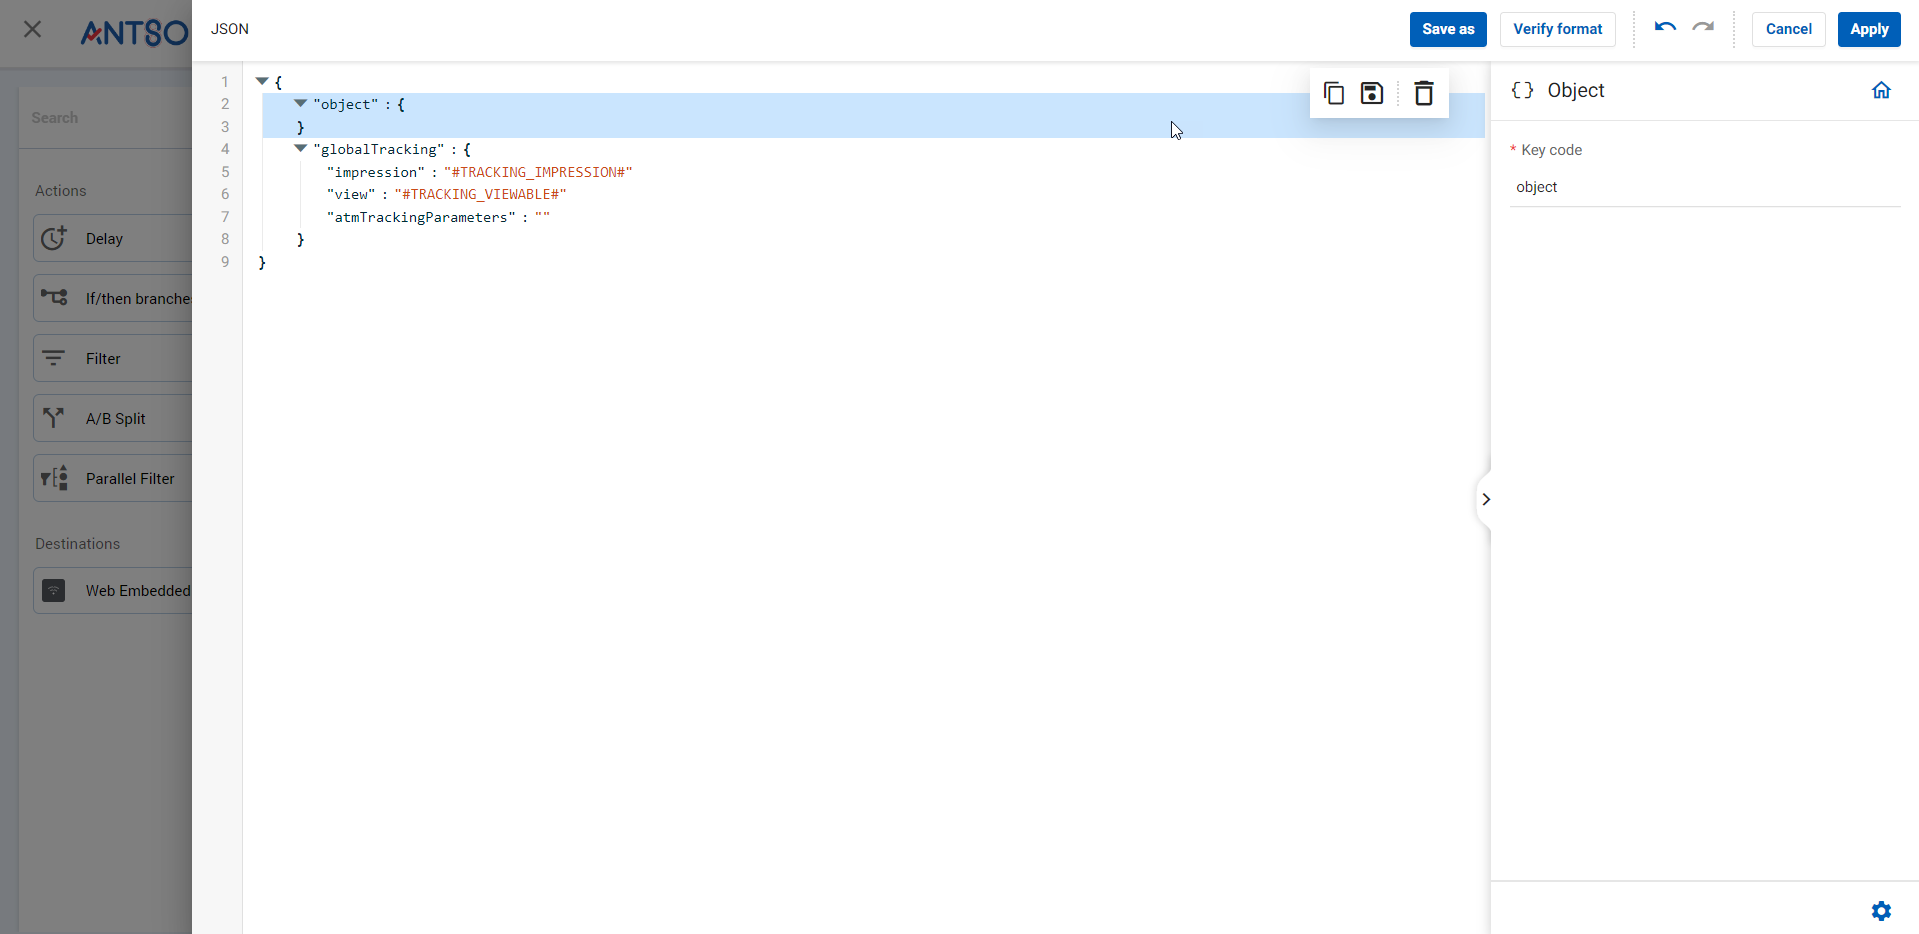 ANTSO
JSON
Save as
Verify format
Cancel
Apply
Search
Actions
Delay
If/then branche
Filter
A/B Split
Parallel Filter
Destinations
Web Embedded
1 {
2 "object" : {
3 }
4 "globalTracking" : {
5 "impression" : "#TRACKING_IMPRESSION#"
6 "view" : "#TRACKING_VIEWABLE#"
7 "atmTrackingParameters" : ""
8 }
9 }
{} Object
* Key code
object